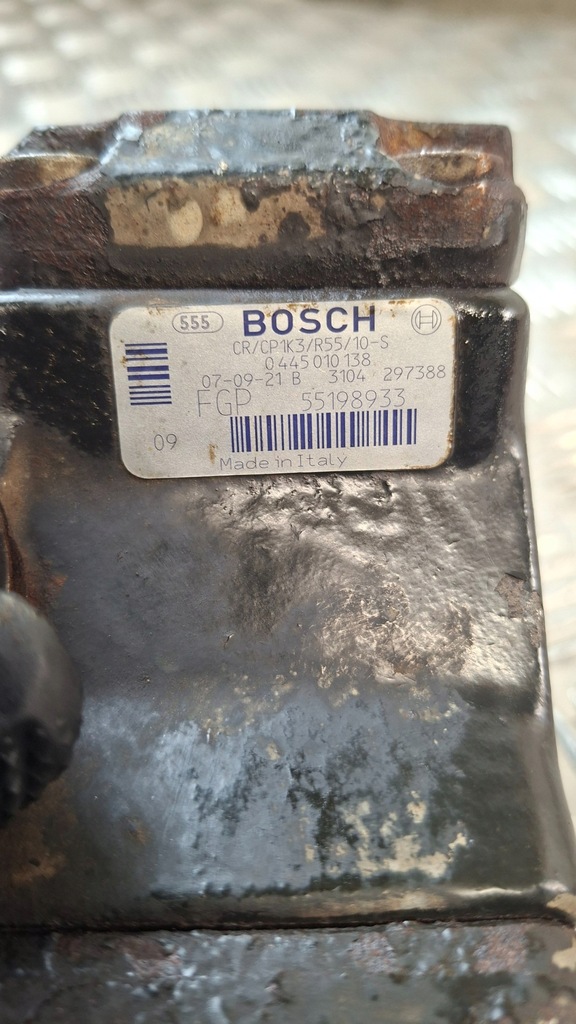 555 BOSCH
CR/CP1K3/R55/10-S
0 445 010 138
07-09-21 B 3104 297388
FGP 55198933
09
Made in Italy